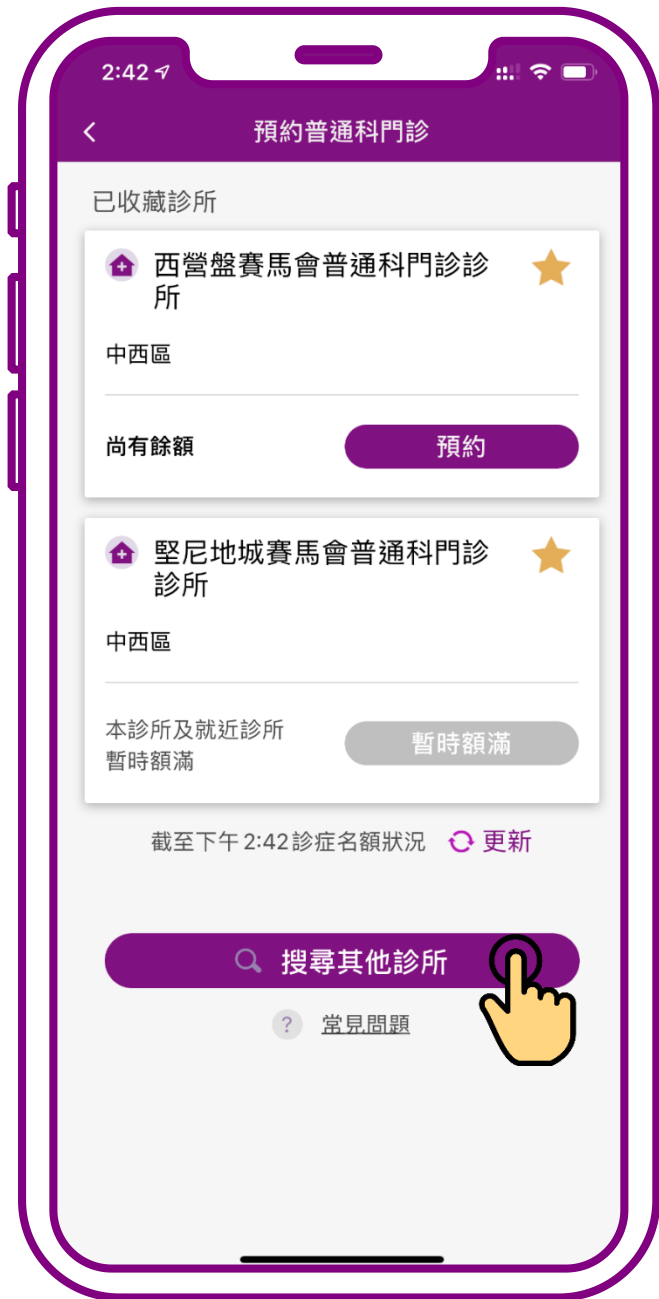 2:42
預約普通科門診
已收藏診所
西營盤賽馬會普通科門診診
所
中西區
尚有餘額
預約
堅尼地城賽馬會普通科門診
診所
中西區
本診所及就近診所
暫時額滿
暫時額滿
截至下午2:42診症名額狀況 更新
搜尋其他診所
? 常見問題